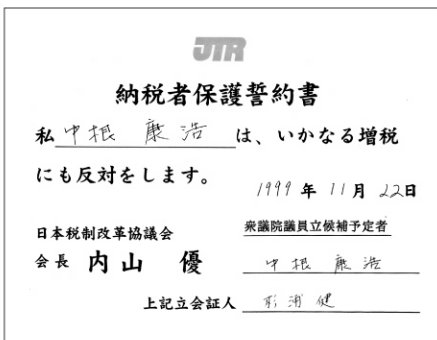 JTR
納税者保護誓約書
私 中根 康浩 は、いかなる増税
にも反対をします。
1999 年 11 月 22日
日本税制改革協議会
衆議院議員立候補予定者
会長 内山 優
中根 康浩
上記立会証人